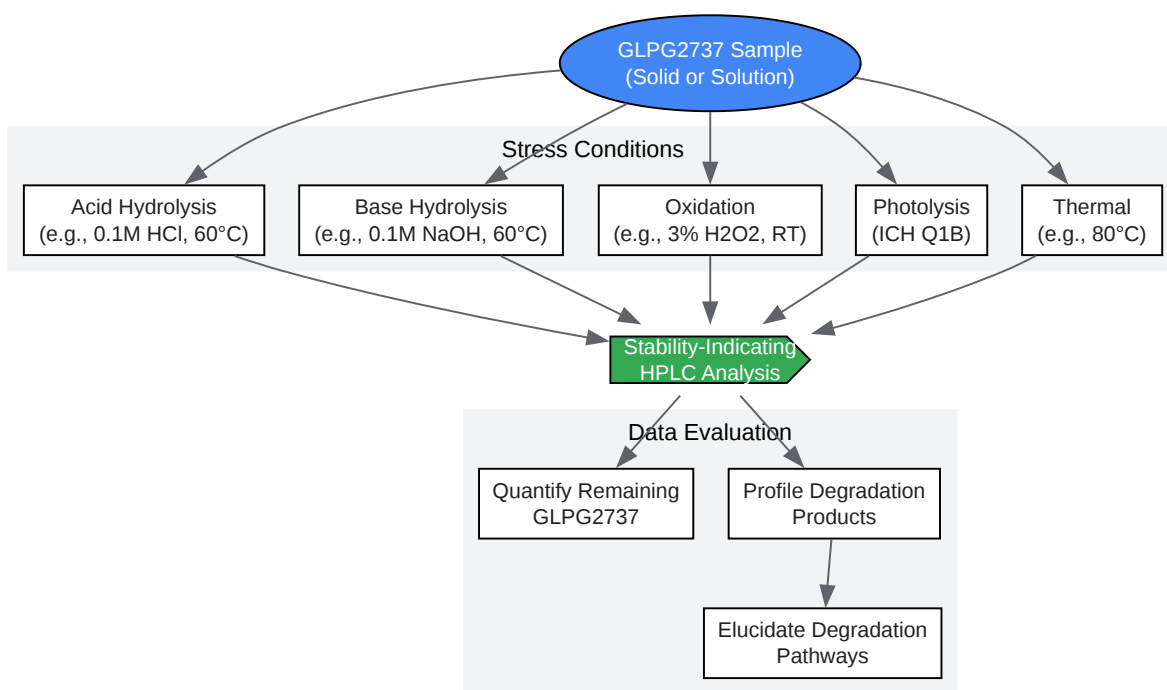 GLPG2737 Sample
(Solid or Solution)
Stress Conditions
Acid Hydrolysis
(e.g., 0.1M HCl, 60°C)
Base Hydrolysis
(e.g., 0.1M NaOH, 60°C)
Oxidation
(e.g., 3% H2O2, RT)
Photolysis
(ICH Q1B)
Thermal
(e.g., 80°C)
Stability-Indicating
HPLC Analysis
Data Evaluation
Quantify Remaining
GLPG2737
Profile Degradation
Products
Elucidate Degradation
Pathways